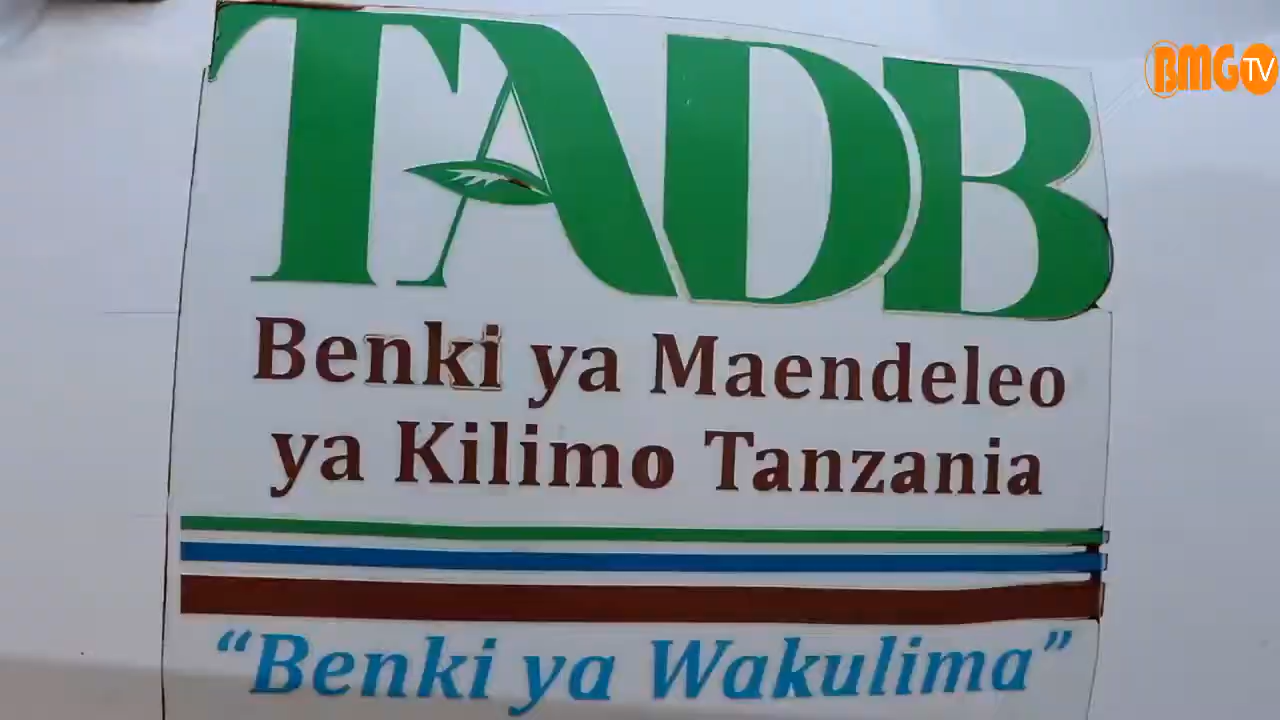 BMG TV
TADB
Benki ya Maendeleo
ya Kilimo Tanzania
“Benki ya Wakulima”